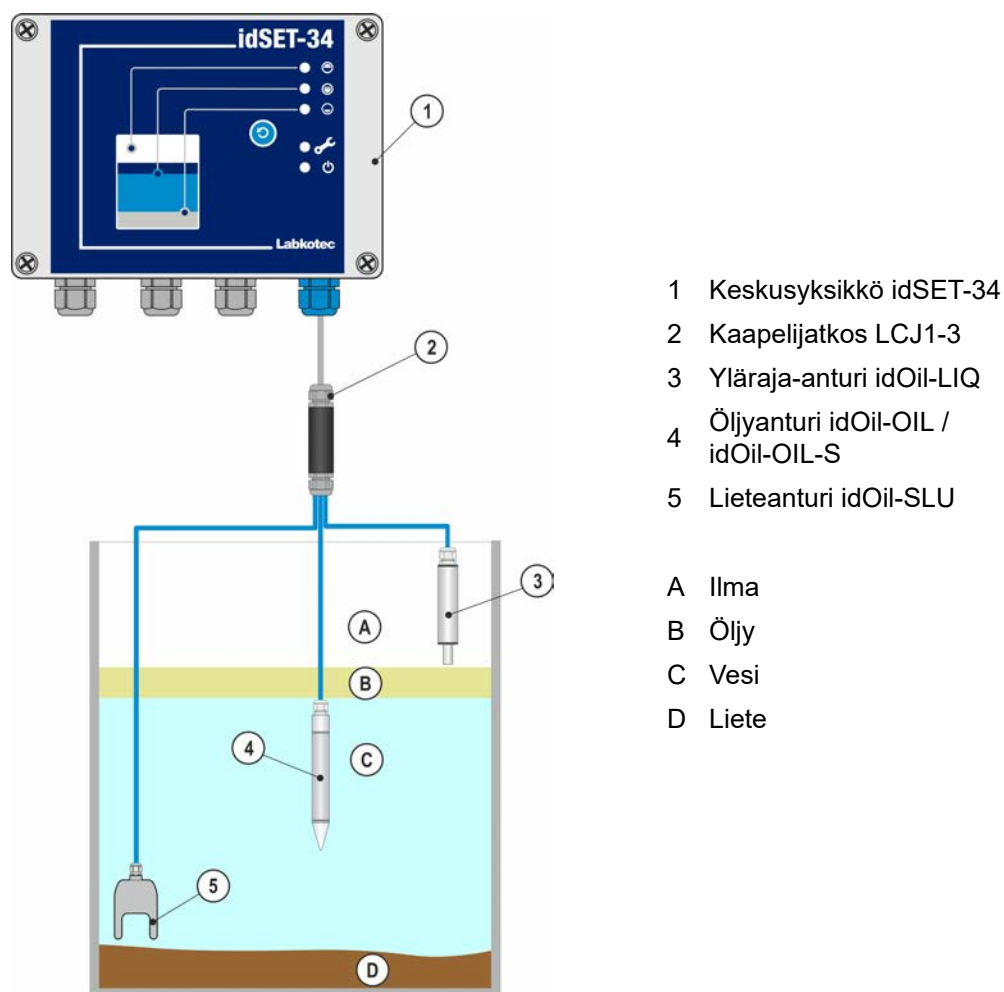 idSET-34
Labkotec
1
2
3
A
B
4
C
5
D
1 Keskusyksikkö idSET-34
2 Kaapelijatkos LCJ1-3
3 Yläraja-anturi idOil-LIQ
4 Öljyanturi idOil-OIL /
idOil-OIL-S
5 Lieteanturi idOil-SLU
A Ilma
B Öljy
C Vesi
D Liete